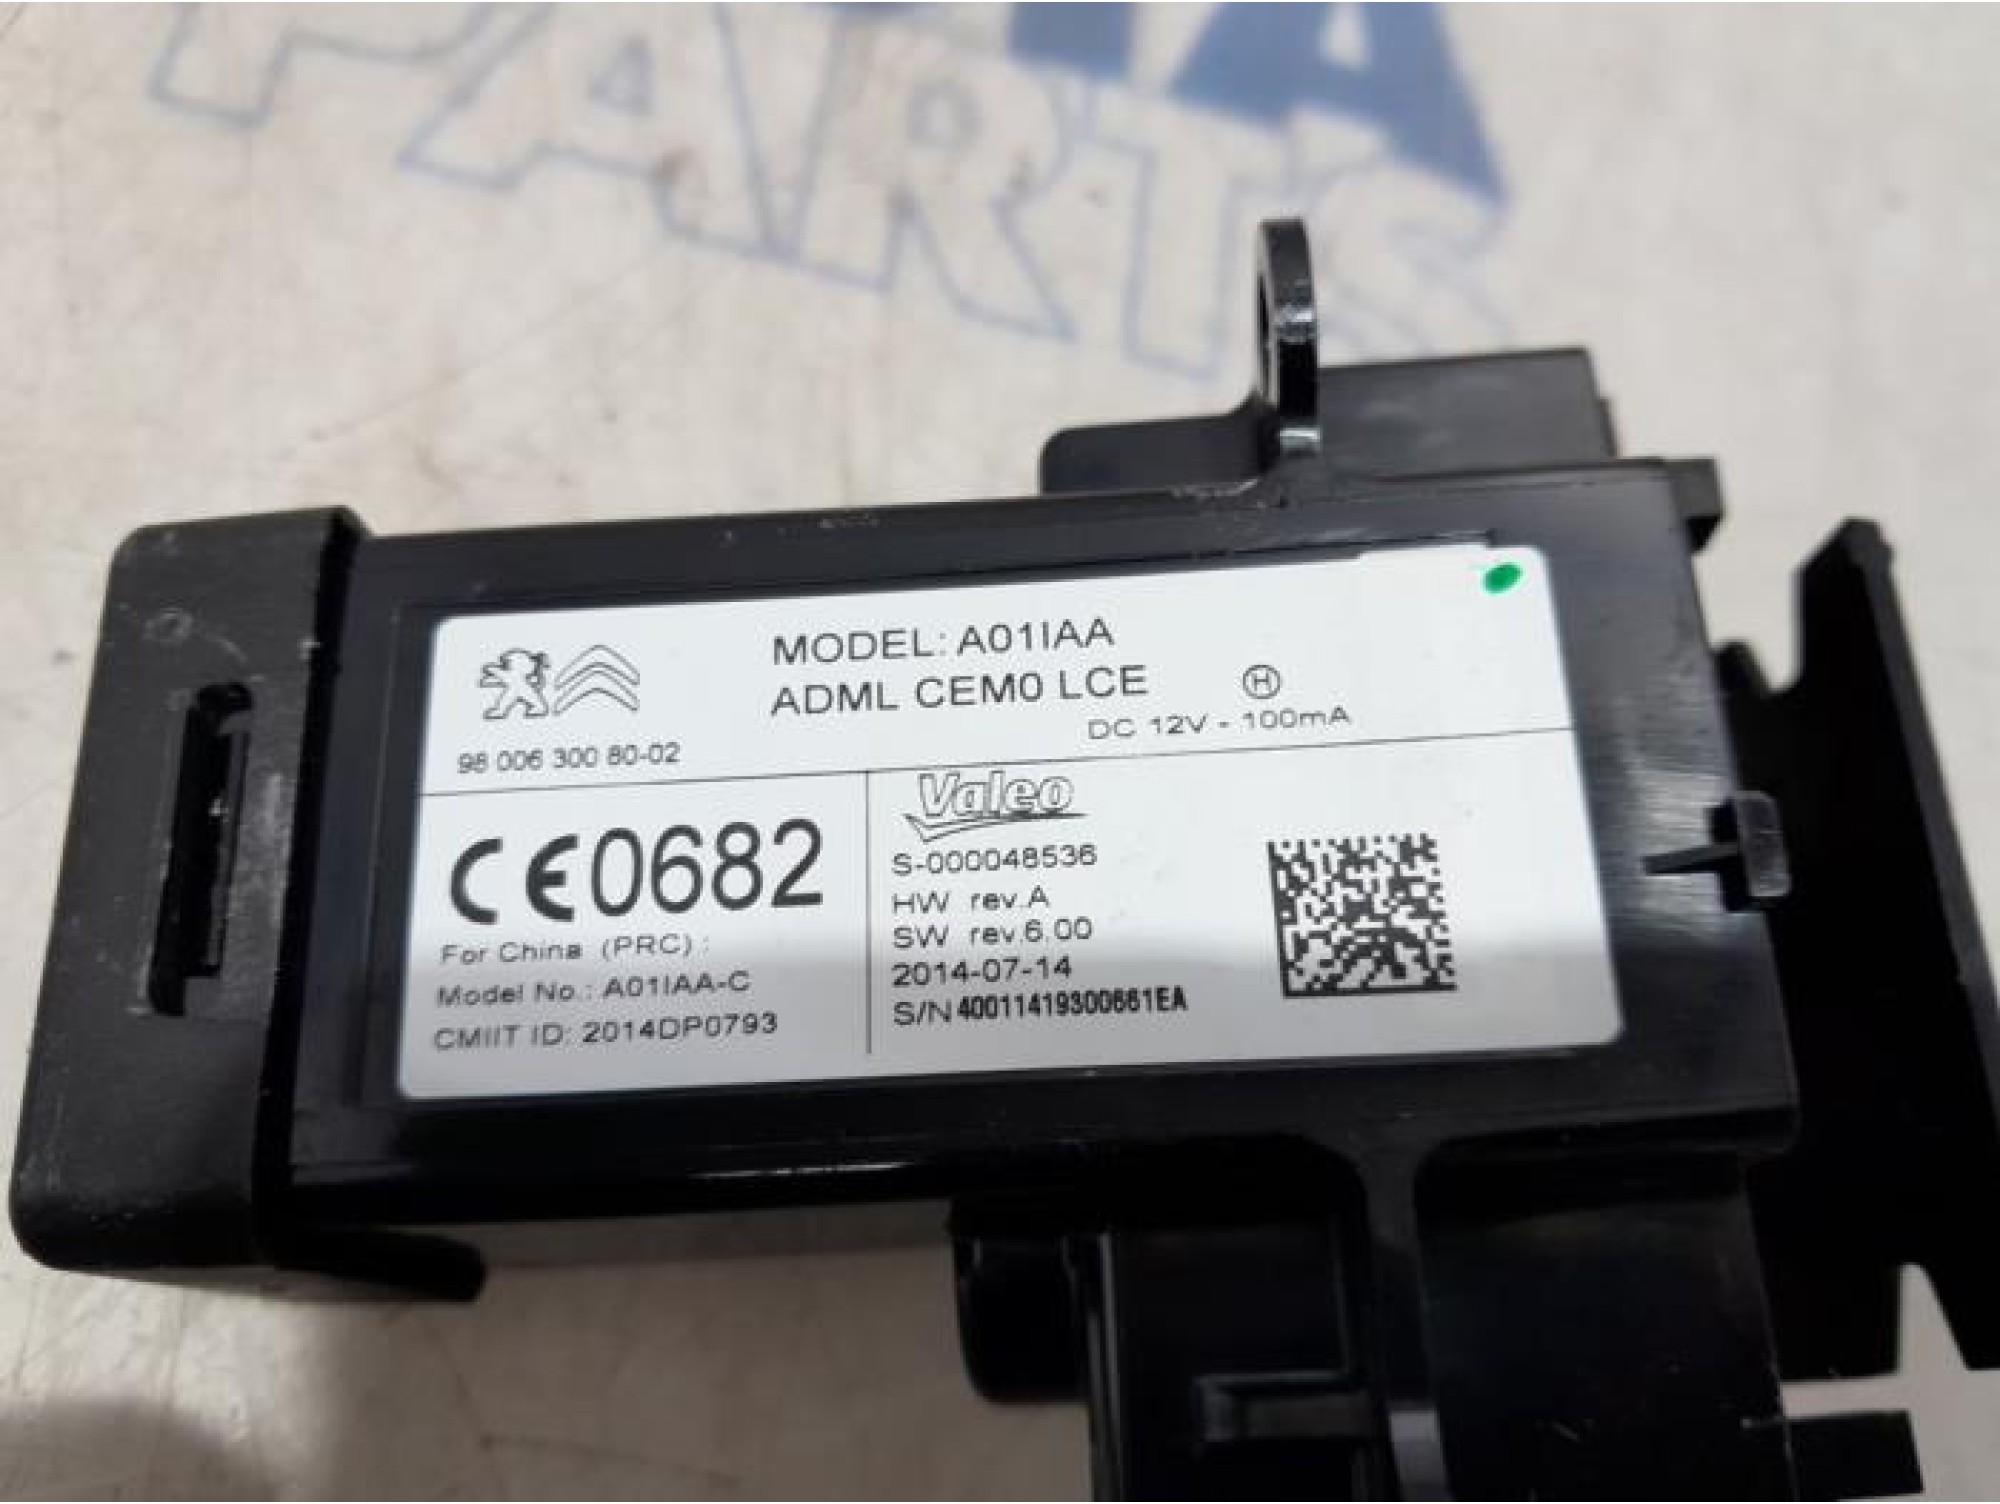 PARTS
MODEL: A01IAA
ADML CEM0 LCE
H
DC 12V - 100mA
98 006 300 80-02
CE0682
For China (PRC) :
Model No.: A01IAA-C
CMIIT ID: 2014DP0793
Valeo
S-000048536
HW rev.A
SW rev.6.00
2014-07-14
S/N 40011419300661EA